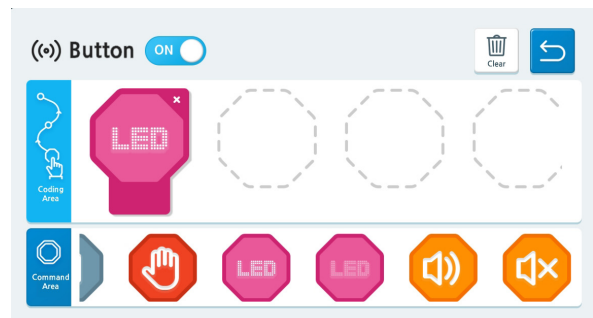 ((•)) Button ON
Clear
LED
Coding
Area
Command
Area
LED
LED